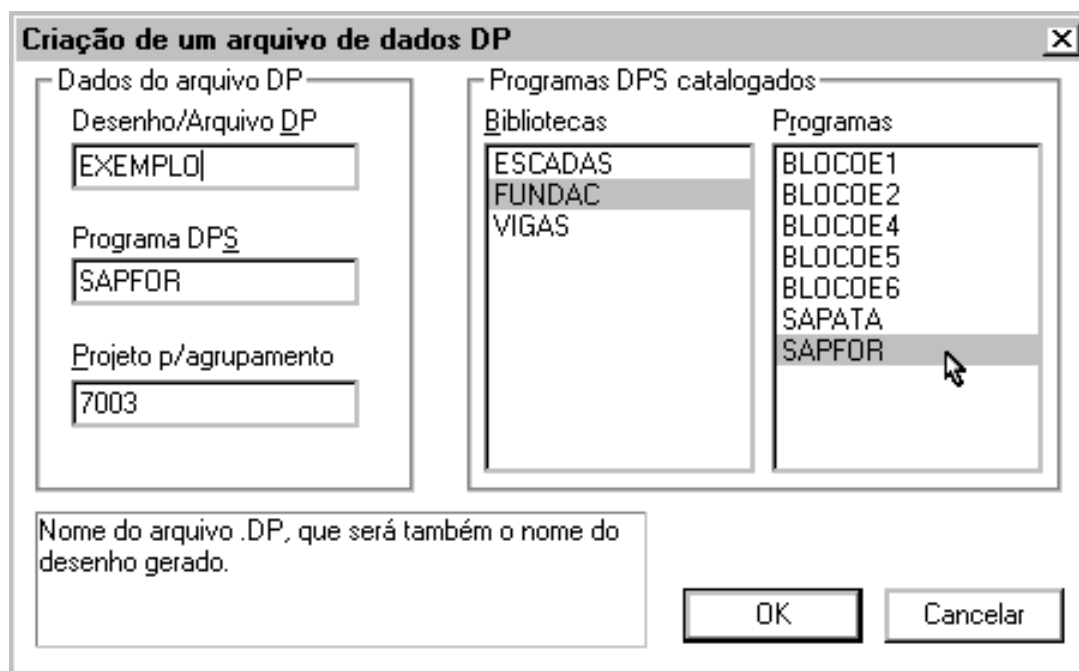 Criação de um arquivo de dados DP
Dados do arquivo DP
Desenho/Arquivo DP
EXEMPLO
Programa DPS
SAPFOR
Projeto p/agrupamento
7003
Programas DPS catalogados
Bibliotecas
ESCADAS
FUNDAC
VIGAS
Programas
BLOCOE1
BLOCOE2
BLOCOE4
BLOCOE5
BLOCOE6
SAPATA
SAPFOR
Nome do arquivo .DP, que será também o nome do
desenho gerado.
OK
Cancelar